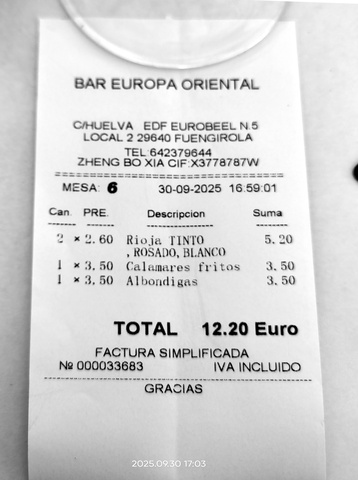 BAR EUROPA ORIENTAL
C/HUELVA EDF EUROBEEL N.5
LOCAL 2 29640 FUENGIROLA
TEL:642379644
ZHENG BO XIA CIF:X3778787W
MESA: 6 30-09-2025 16:59:01
Can. PRE. Descripcion Suma
2 × 2.60 Rioja TINTO 5.20
,ROSADO,BLANCO
1 × 3.50 Calamares fritos 3.50
1 × 3.50 Albondigas 3.50
TOTAL 12.20 Euro
FACTURA SIMPLIFICADA
№ 000033683 IVA INCLUIDO
GRACIAS
2025.09.30 17:03